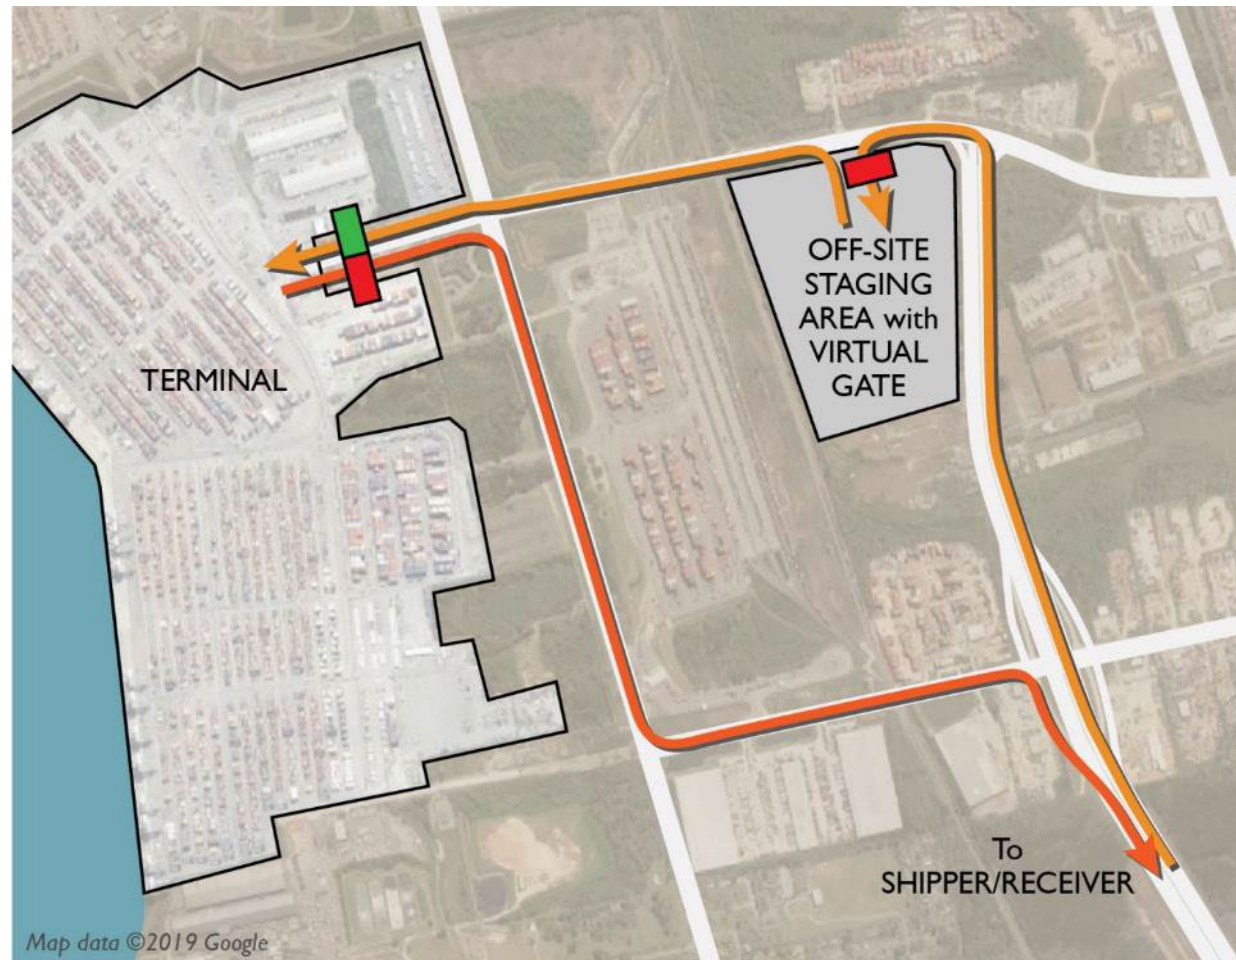 OFF-SITE
STAGING
AREA with
VIRTUAL
GATE
TERMINAL
To
SHIPPER/RECEIVER
Map data ©2019 Google